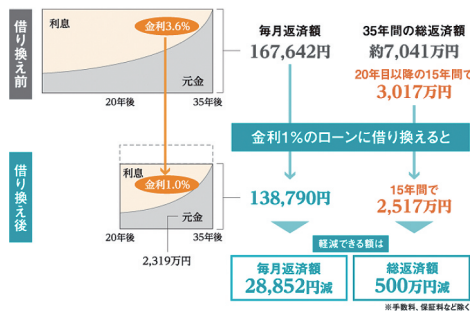 借り換え前
利息
金利3.6%
元金
20年後
35年後
毎月返済額
167,642円
35年間の総返済額
約7,041万円
20年目以降の15年間で
3,017万円
金利1%のローンに借り換えると
借り換え後
利息
金利1.0%
元金
20年後
35年後
2,319万円
138,790円
15年間で
2,517万円
軽減できる額は
毎月返済額
28,852円減
総返済額
500万円減
※手数料、保証料など除く